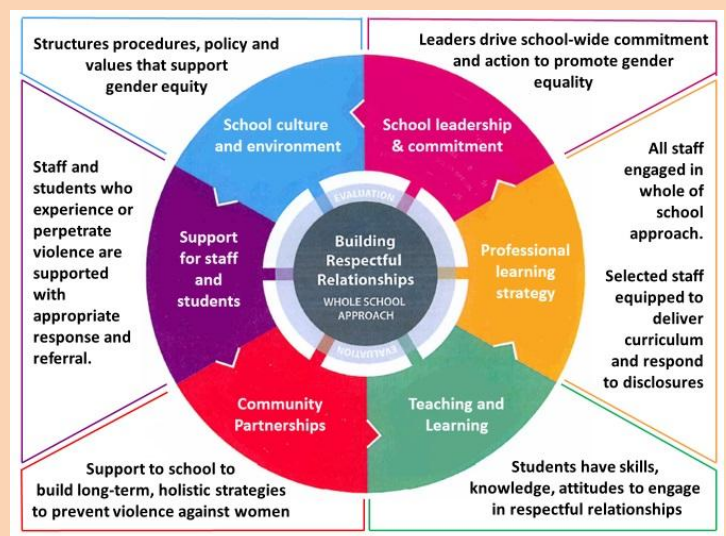 Structures procedures, policy and
values that support
gender equity
Leaders drive school-wide commitment
and action to promote gender
equality
School culture
and environment
School leadership
& commitment
Staff and
students who
experience or
perpetrate violence are
supported
with
appropriate
response and
referral.
All staff
engaged in
whole of
school
approach.
Selected staff
equipped to
deliver
curriculum
and respond
to disclosures
Support
for staff
and
students
EVALUATION
Building
Respectful
Relationships
WHOLE SCHOOL
APPROACH
EVALUATION
Professional
learning
strategy
Community
Partnerships
Teaching and
Learning
Support to school to
build long-term, holistic strategies
to prevent violence against women
Students have skills,
knowledge, attitudes to engage
in respectful relationships